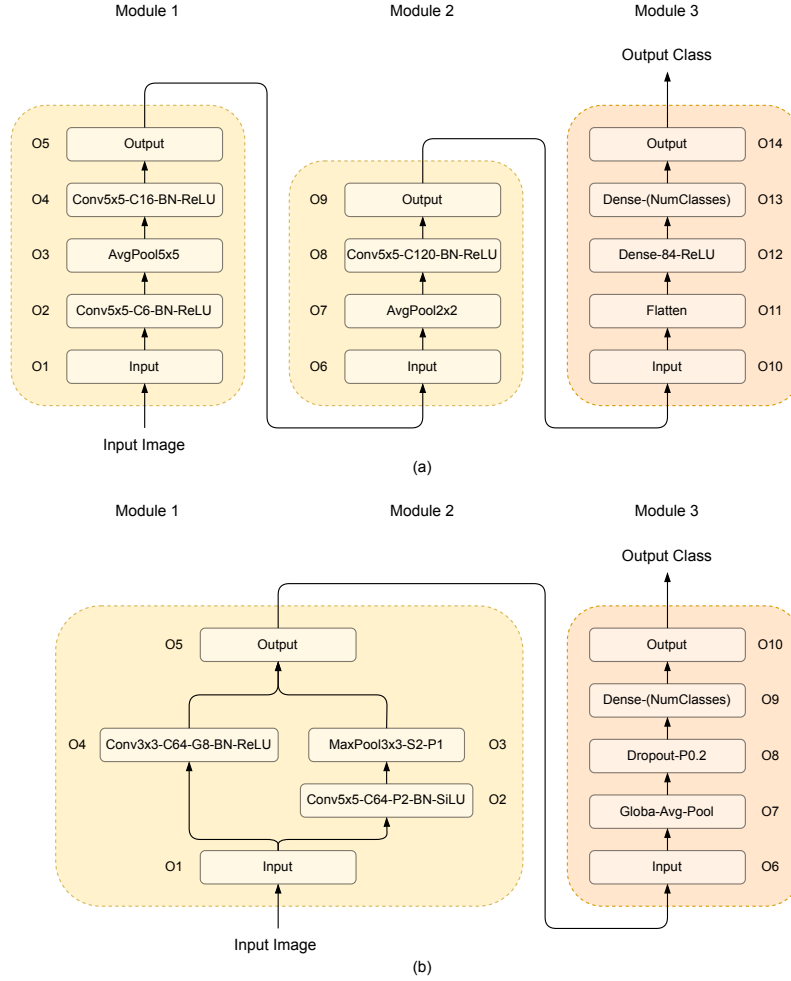 Module 1
Module 2
Module 3
Output Class
O5
Output
O4
Conv5x5-C16-BN-ReLU
O3
AvgPool5x5
O2
Conv5x5-C6-BN-ReLU
O1
Input
Input Image
O9
Output
O8
Conv5x5-C120-BN-ReLU
O7
AvgPool2x2
O6
Input
Output
O14
Dense-(NumClasses)
O13
Dense-84-ReLU
O12
Flatten
O11
Input
O10
(a)
Module 1
Module 2
Module 3
Output Class
O5
Output
O4
Conv3x3-C64-G8-BN-ReLU
MaxPool3x3-S2-P1
O3
Conv5x5-C64-P2-BN-SiLU
O2
O1
Input
Input Image
Output
O10
Dense-(NumClasses)
O9
Dropout-P0.2
O8
Globa-Avg-Pool
O7
Input
O6
(b)